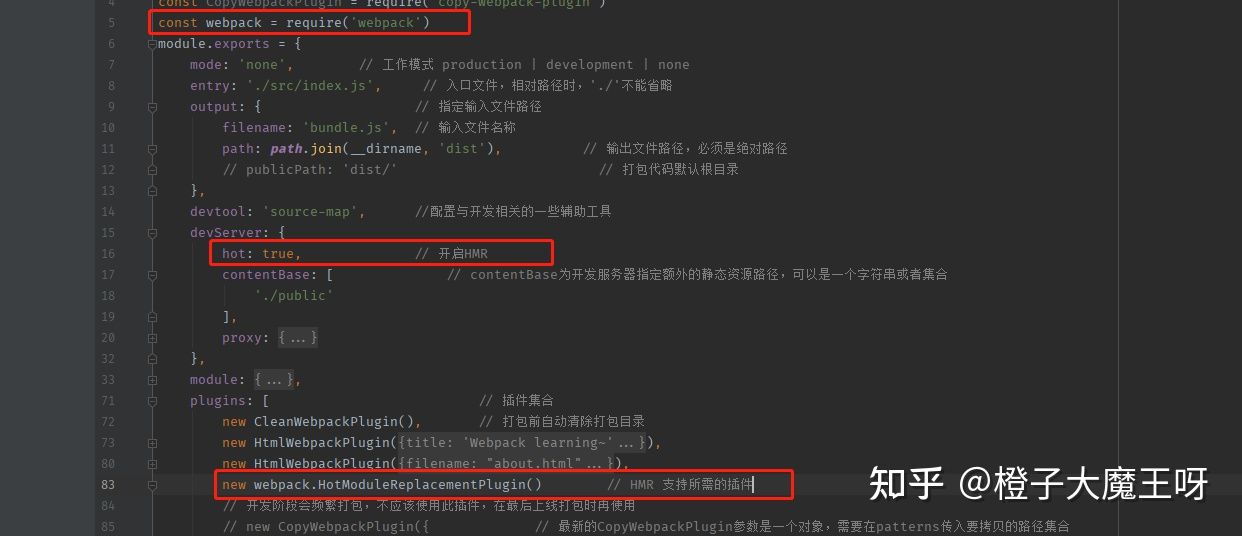 4 const CopyWebpackPlugin = require('copy-webpack-plugin')
5 const webpack = require('webpack')
6 module.exports = {
7 mode: 'none', // 工作模式 production | development | none
8 entry: './src/index.js', // 入口文件，相对路径时，'./'不能省略
9 output: { // 指定输入文件路径
10 filename: 'bundle.js', // 输入文件名称
11 path: path.join(__dirname, 'dist'), // 输出文件路径，必须是绝对路径
12 // publicPath: 'dist/' // 打包代码默认根目录
13 },
14 devtool: 'source-map', //配置与开发相关的一些辅助工具
15 devServer: {
16 hot: true, // 开启HMR
17 contentBase: [ // contentBase为开发服务器指定额外的静态资源路径，可以是一个字符串或者集合
18 './public'
19 ],
20 proxy: {...}
32 },
33 module: {...},
71 plugins: [ // 插件集合
72 new CleanWebpackPlugin(), // 打包前自动清除打包目录
73 new HtmlWebpackPlugin({title: 'Webpack learning~'...}),
80 new HtmlWebpackPlugin({filename: "about.html"...}),
83 new webpack.HotModuleReplacementPlugin() // HMR 支持所需的插件
84 // 开发阶段会频繁打包，不应该使用此插件，在最后上线打包时再使用
85 // new CopyWebpackPlugin({ // 最新的CopyWebpackPlugin参数是一个对象，需要在patterns传入要拷贝的路径集合
知乎 @橙子大魔王呀